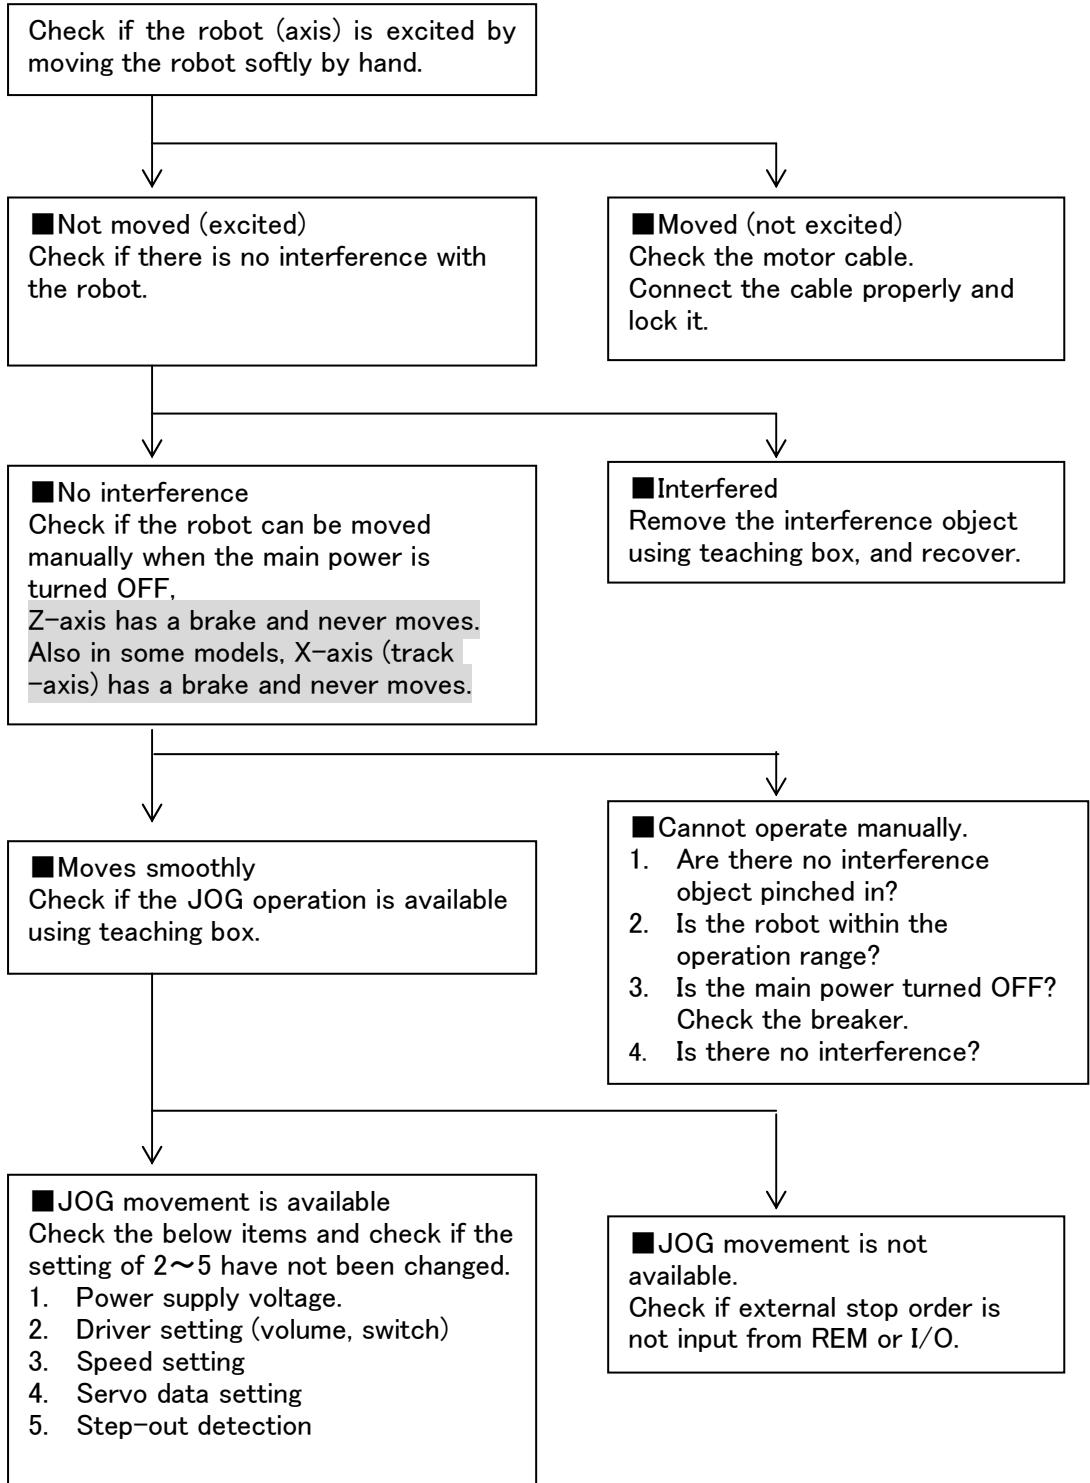 Check if the robot (axis) is excited by
moving the robot softly by hand.
■Not moved (excited)
Check if there is no interference with
the robot.
■Moved (not excited)
Check the motor cable.
Connect the cable properly and
lock it.
■No interference
Check if the robot can be moved
manually when the main power is
turned OFF,
Z-axis has a brake and never moves.
Also in some models, X-axis (track
-axis) has a brake and never moves.
■Interfered
Remove the interference object
using teaching box, and recover.
■Moves smoothly
Check if the JOG operation is available
using teaching box.
■Cannot operate manually.
1. Are there no interference
object pinched in?
2. Is the robot within the
operation range?
3. Is the main power turned OFF?
Check the breaker.
4. Is there no interference?
■JOG movement is available
Check the below items and check if the
setting of 2～5 have not been changed.
1. Power supply voltage.
2. Driver setting (volume, switch)
3. Speed setting
4. Servo data setting
5. Step-out detection
■JOG movement is not
available.
Check if external stop order is
not input from REM or I/O.